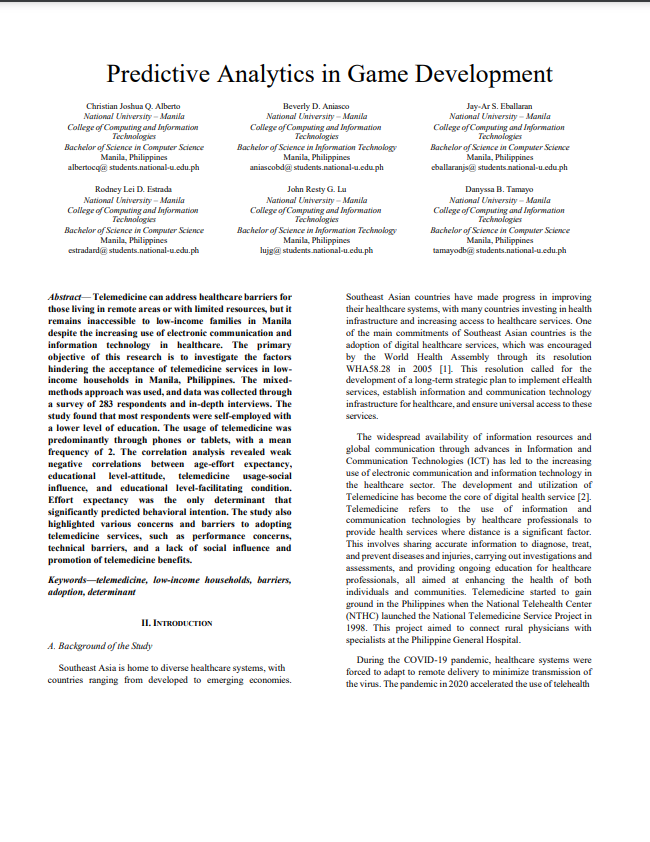 Predictive Analytics in Game Development
Christian Joshua Q. Alberto
National University – Manila
College of Computing and Information
Technologies
Bachelor of Science in Computer Science
Manila, Philippines
albertocq@ students.national-u.edu.ph
Beverly D. Aniasco
National University – Manila
College of Computing and Information
Technologies
Bachelor of Science in Information Technology
Manila, Philippines
aniascobd@ students.national-u.edu.ph
Jay-Ar S. Eballaran
National University – Manila
College of Computing and Information
Technologies
Bachelor of Science in Computer Science
Manila, Philippines
eballaranjs@ students.national-u.edu.ph
Rodney Lei D. Estrada
National University – Manila
College of Computing and Information
Technologies
Bachelor of Science in Computer Science
Manila, Philippines
estradard@ students.national-u.edu.ph
John Resty G. Lu
National University – Manila
College of Computing and Information
Technologies
Bachelor of Science in Information Technology
Manila, Philippines
lujg@ students.national-u.edu.ph
Danyssa B. Tamayo
National University – Manila
College of Computing and Information
Technologies
Bachelor of Science in Computer Science
Manila, Philippines
tamayodb@ students.national-u.edu.ph
Abstract— Telemedicine can address healthcare barriers for
those living in remote areas or with limited resources, but it
remains inaccessible to low-income families in Manila
despite the increasing use of electronic communication and
information technology in healthcare. The primary
objective of this research is to investigate the factors
hindering the acceptance of telemedicine services in low-
income households in Manila, Philippines. The mixed-
methods approach was used, and data was collected through
a survey of 283 respondents and in-depth interviews. The
study found that most respondents were self-employed with
a lower level of education. The usage of telemedicine was
predominantly through phones or tablets, with a mean
frequency of 2. The correlation analysis revealed weak
negative correlations between age-effort expectancy,
educational level-attitude, telemedicine usage-social
influence, and educational level-facilitating condition.
Effort expectancy was the only determinant that
significantly predicted behavioral intention. The study also
highlighted various concerns and barriers to adopting
telemedicine services, such as performance concerns,
technical barriers, and a lack of social influence and
promotion of telemedicine benefits.
Keywords—telemedicine, low-income households, barriers,
adoption, determinant
II. INTRODUCTION
A. Background of the Study
Southeast Asia is home to diverse healthcare systems, with
countries ranging from developed to emerging economies.
Southeast Asian countries have made progress in improving
their healthcare systems, with many countries investing in health
infrastructure and increasing access to healthcare services. One
of the main commitments of Southeast Asian countries is the
adoption of digital healthcare services, which was encouraged
by the World Health Assembly through its resolution
WHA58.28 in 2005 [1]. This resolution called for the
development of a long-term strategic plan to implement eHealth
services, establish information and communication technology
infrastructure for healthcare, and ensure universal access to these
services.
The widespread availability of information resources and
global communication through advances in Information and
Communication Technologies (ICT) has led to the increasing
use of electronic communication and information technology in
the healthcare sector. The development and utilization of
Telemedicine has become the core of digital health service [2].
Telemedicine refers to the use of information and
communication technologies by healthcare professionals to
provide health services where distance is a significant factor.
This involves sharing accurate information to diagnose, treat,
and prevent diseases and injuries, carrying out investigations and
assessments, and providing ongoing education for healthcare
professionals, all aimed at enhancing the health of both
individuals and communities. Telemedicine started to gain
ground in the Philippines when the National Telehealth Center
(NTHC) launched the National Telemedicine Service Project in
1998. This project aimed to connect rural physicians with
specialists at the Philippine General Hospital.
During the COVID-19 pandemic, healthcare systems were
forced to adapt to remote delivery to minimize transmission of
the virus. The pandemic in 2020 accelerated the use of telehealth